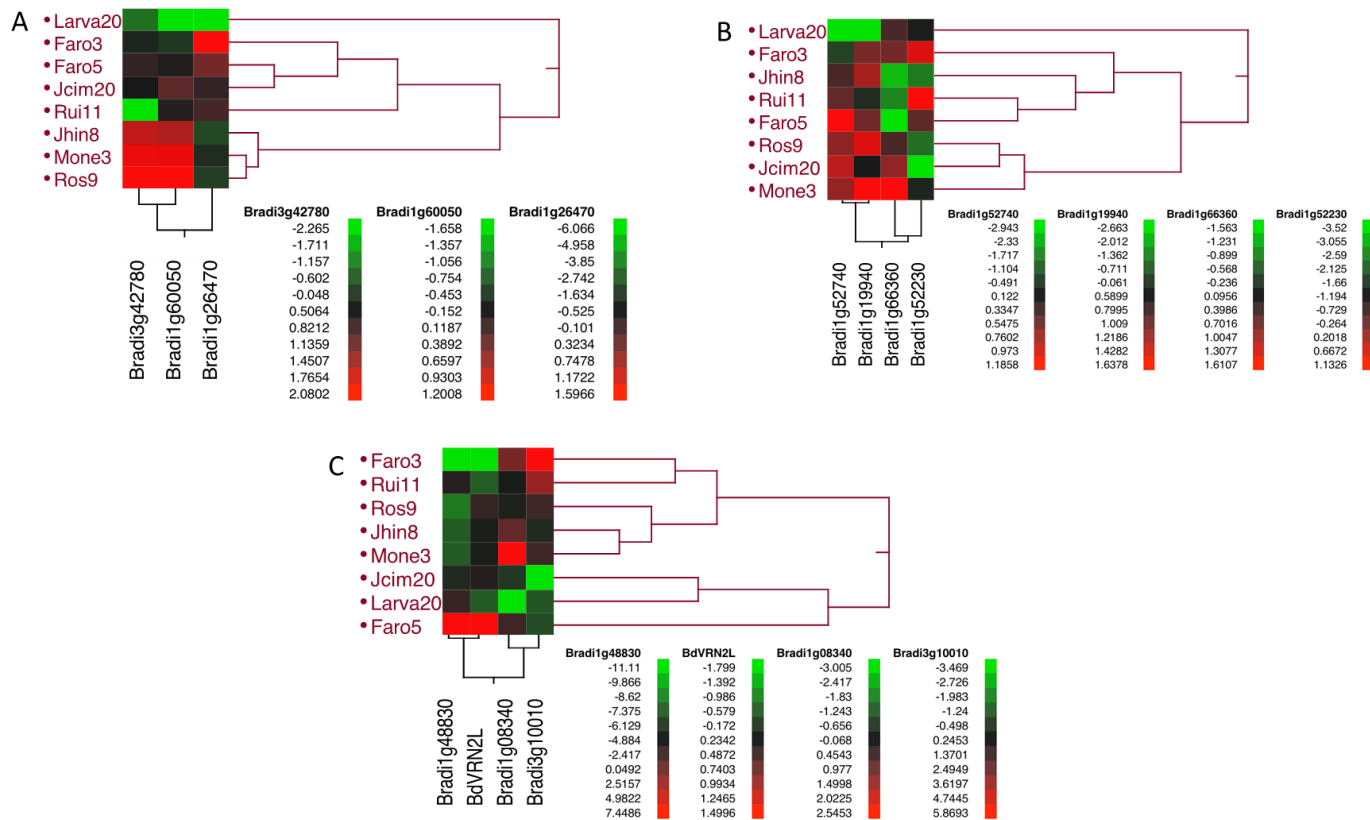 A
Larva20
Faro3
Faro5
Jcim20
Rui11
Jhin8
Mone3
Ros9
Bradi3g42780
Bradi1g60050
Bradi1g26470
Bradi3g42780 Bradi1g60050 Bradi1g26470
-2.265 -1.658 -6.066
-1.711 -1.357 -4.958
-1.157 -1.056 -3.85
-0.602 -0.754 -2.742
-0.048 -0.453 -1.634
0.5064 -0.152 -0.525
0.8212 0.1187 -0.101
1.1359 0.3892 0.3234
1.4507 0.6597 0.7478
1.7654 0.9303 1.1722
2.0802 1.2008 1.5966
B
Larva20
Faro3
Jhin8
Rui11
Faro5
Ros9
Jcim20
Mone3
Bradi1g52740
Bradi1g19940
Bradi1g66360
Bradi1g52230
Bradi1g52740 Bradi1g19940 Bradi1g66360 Bradi1g52230
-2.943 -2.663 -1.563 -3.52
-2.33 -2.012 -1.231 -3.055
-1.717 -1.362 -0.899 -2.59
-1.104 -0.711 -0.568 -2.125
-0.491 -0.061 -0.236 -1.66
0.122 0.5899 0.0956 -1.194
0.3347 0.7995 0.3986 -0.729
0.5475 1.009 0.7016 -0.264
0.7602 1.2186 1.0047 0.2018
0.973 1.4282 1.3077 0.6672
1.1858 1.6378 1.6107 1.1326
C
Faro3
Rui11
Ros9
Jhin8
Mone3
Jcim20
Larva20
Faro5
Bradi1g48830
BdVRN2L
Bradi1g08340
Bradi3g10010
Bradi1g48830 BdVRN2L Bradi1g08340 Bradi3g10010
-11.11 -1.799 -3.005 -3.469
-9.866 -1.392 -2.417 -2.726
-8.62 -0.986 -1.83 -1.983
-7.375 -0.579 -1.243 -1.24
-6.129 -0.172 -0.656 -0.498
-4.884 0.2342 -0.068 0.2453
-2.417 0.4872 0.4543 1.3701
0.0492 0.7403 0.977 2.4949
2.5157 0.9934 1.4998 3.6197
4.9822 1.2465 2.0225 4.7445
7.4486 1.4996 2.5453 5.8693